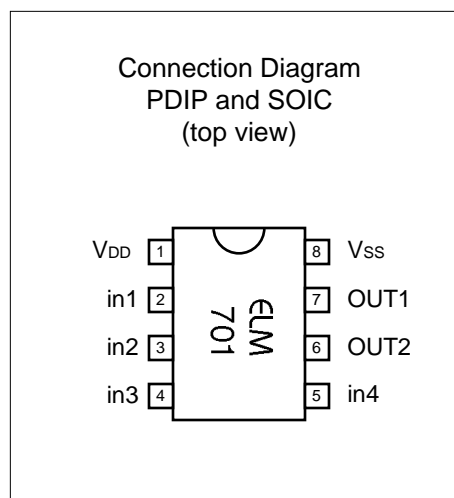 Connection Diagram
PDIP and SOIC
(top view)
VDD 1 8 VSS
in1 2 7 OUT1
in2 3 6 OUT2
in3 4 5 in4
ELM
701